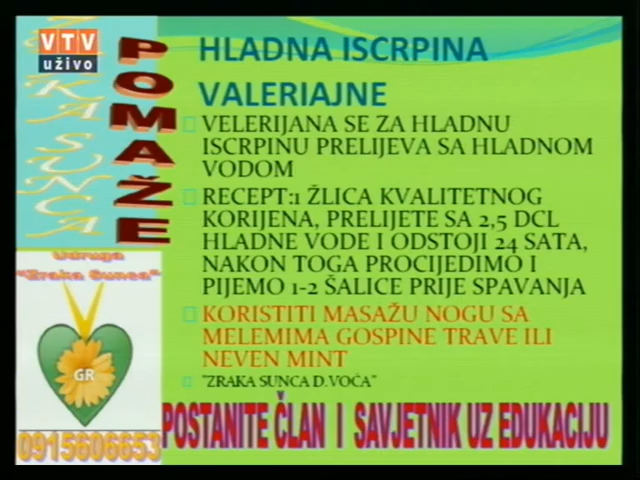 VTV
uživo
ZRAKA SUNCA
POMAŽE
HLADNA ISCRPINA
VALERIAJNE
VELERIJANA SE ZA HLADNU
ISCRPINU PRELIJEVA SA HLADNOM
VODOM
RECEPT:1 ŽLICA KVALITETNOG
KORIJENA, PRELIJETE SA 2,5 DCL
HLADNE VODE I ODSTOJI 24 SATA,
NAKON TOGA PROCIJEDIMO I
PIJEMO 1-2 ŠALICE PRIJE SPAVANJA
KORISTITI MASAŽU NOGU SA
MELEMIMA GOSPINE TRAVE ILI
NEVEN MINT
"ZRAKA SUNCA D.VOĆA"
Udruga
"Zraka Sunca"
GR
0915606653
POSTANITE ČLAN I SAVJETNIK UZ EDUKACIJU